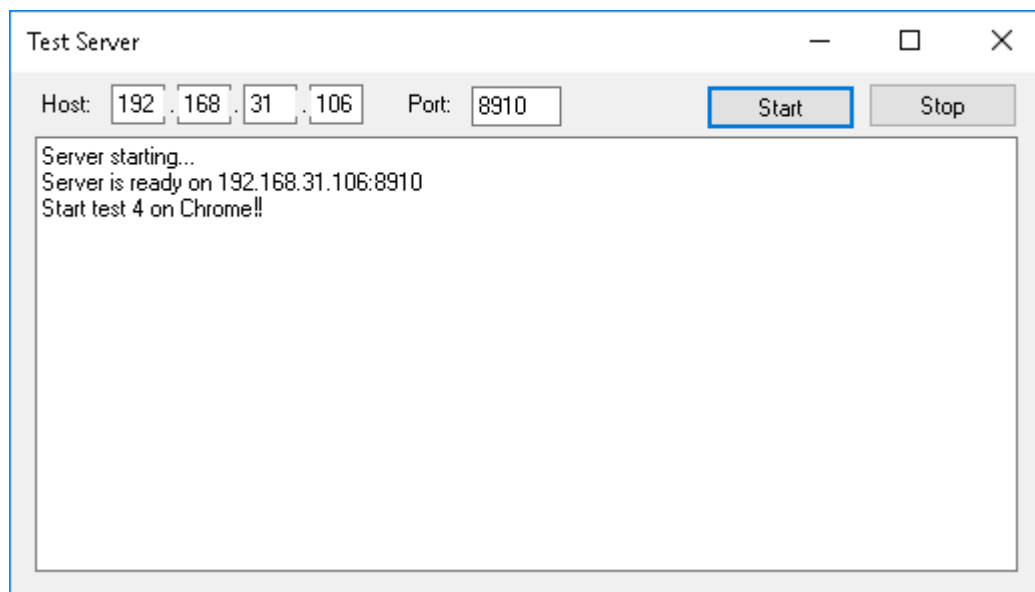 Test Server
Host: 192 . 168 . 31 . 106 Port: 8910 Start Stop
Server starting...
Server is ready on 192.168.31.106:8910
Start test 4 on Chrome!!